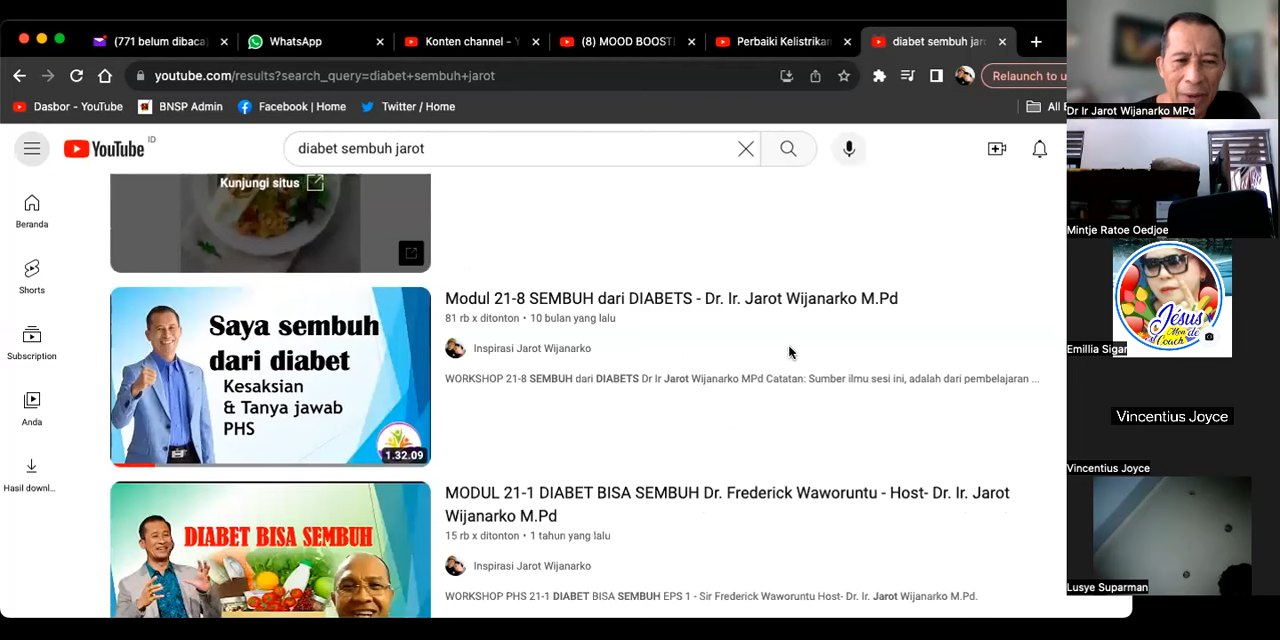 (771 belum dibaca)
WhatsApp
Konten channel - Y
(8) MOOD BOOST
Perbaiki Kelistrikan
diabet sembuh jaro
youtube.com/results?search_query=diabet+sembuh+jarot
Relaunch to u
Dasbor - YouTube
BNSP Admin
Facebook | Home
Twitter / Home
All
YouTube ID
diabet sembuh jarot
Beranda
Shorts
Subscription
Anda
Hasil downl...
Kunjungi situs
Saya sembuh
dari diabet
Kesaksian
& Tanya jawab
PHS
1.32.09
Modul 21-8 SEMBUH dari DIABETS - Dr. Ir. Jarot Wijanarko M.Pd
81 rb x ditonton • 10 bulan yang lalu
Inspirasi Jarot Wijanarko
WORKSHOP 21-8 SEMBUH dari DIABETS Dr Ir Jarot Wijanarko MPd Catatan: Sumber ilmu sesi ini, adalah dari pembelajaran ...
DIABET BISA SEMBUH
MODUL 21-1 DIABET BISA SEMBUH Dr. Frederick Waworuntu - Host- Dr. Ir. Jarot
Wijanarko M.Pd
15 rb x ditonton • 1 tahun yang lalu
Inspirasi Jarot Wijanarko
WORKSHOP PHS 21-1 DIABET BISA SEMBUH EPS 1 - Sir Frederick Waworuntu Host- Dr. Ir. Jarot Wijanarko M.Pd.
Dr Ir Jarot Wijanarko MPd
Mintje Ratoe Oedjoe
Jésus
Mon
Coach
Emillia Sigar
Vincentius Joyce
Vincentius Joyce
Lusye Suparman